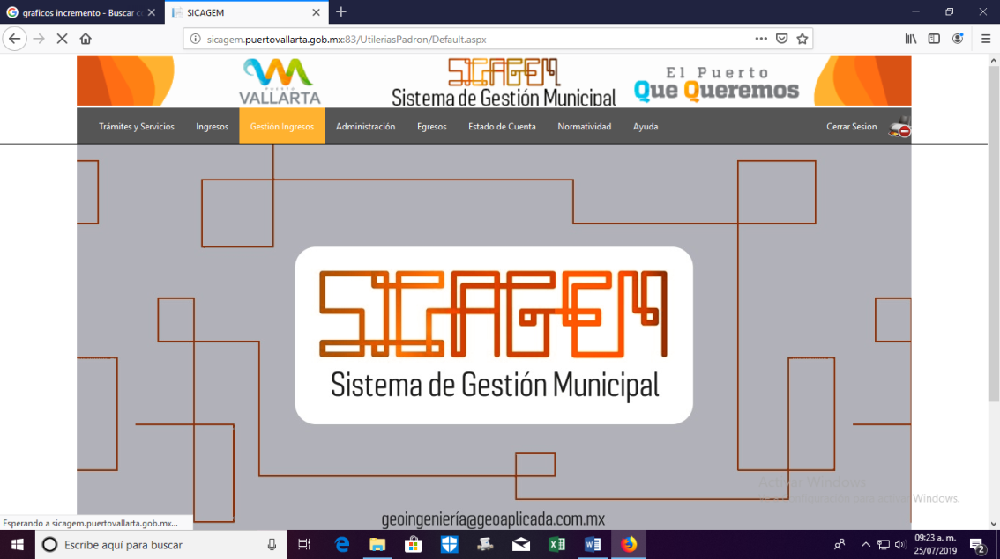 graficos incremento - Buscar co
SICAGEM
sicagem.puertovallarta.gob.mx:83/UtileriasPadron/Default.aspx
PUERTO
VALLARTA
SICAGEM
Sistema de Gestión Municipal
El Puerto
Que Queremos
Trámites y Servicios
Ingresos
Gestión Ingresos
Administración
Egresos
Estado de Cuenta
Normatividad
Ayuda
Cerrar Sesion
SICAGEM
Sistema de Gestión Municipal
Activar Windows
configuración para activar Windows.
geoingeniería@geoaplicada.com.mx
Esperando a sicagem.puertovallarta.gob.mx...
Escribe aquí para buscar
09:23 a. m.
25/07/2019
2